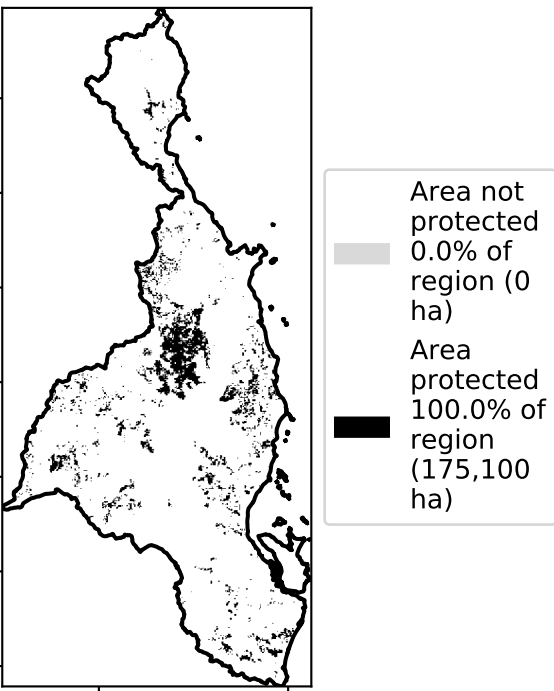 Area not
protected
0.0% of
region (0
ha)
Area
protected
100.0% of
region
(175,100
ha)